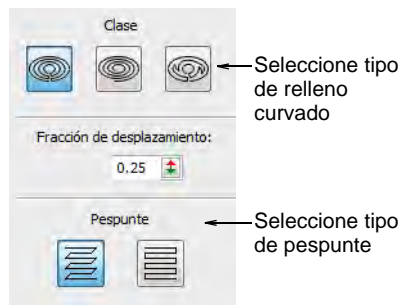 Clase
Seleccione tipo
de relleno
curvado
Fracción de desplazamiento:
0,25
Pespunte
Seleccione tipo
de pespunte